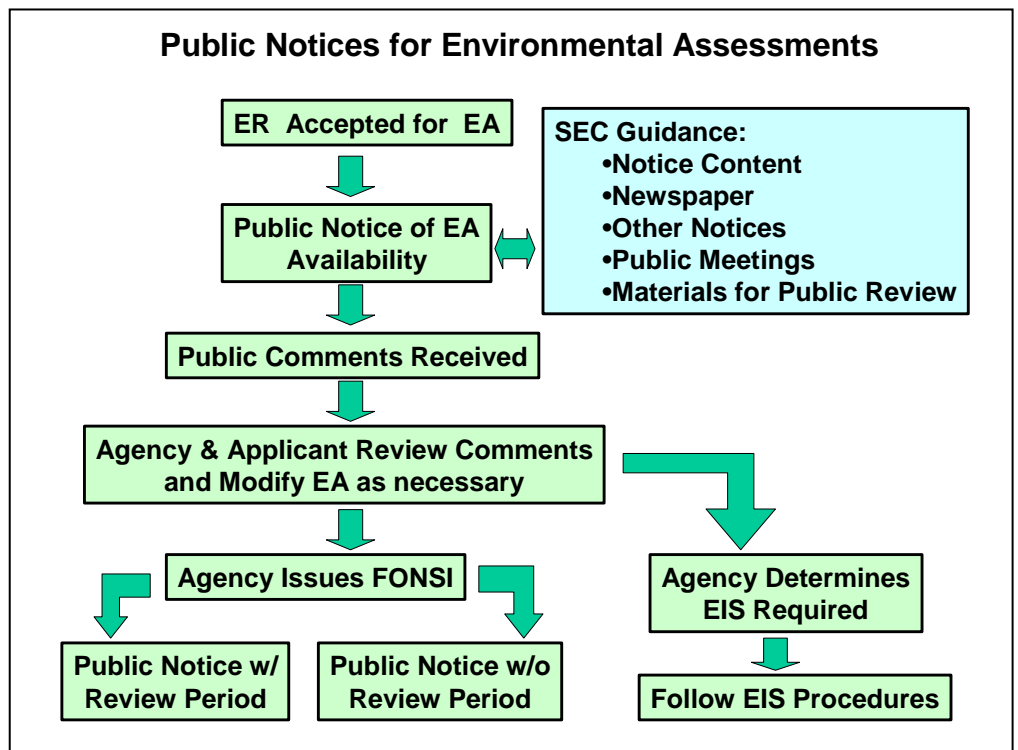 Public Notices for Environmental Assessments
ER Accepted for EA
SEC Guidance:
•Notice Content
•Newspaper
•Other Notices
•Public Meetings
•Materials for Public Review
Public Notice of EA
Availability
Public Comments Received
Agency & Applicant Review Comments
and Modify EA as necessary
Agency Issues FONSI
Agency Determines
EIS Required
Public Notice w/
Review Period
Public Notice w/o
Review Period
Follow EIS Procedures